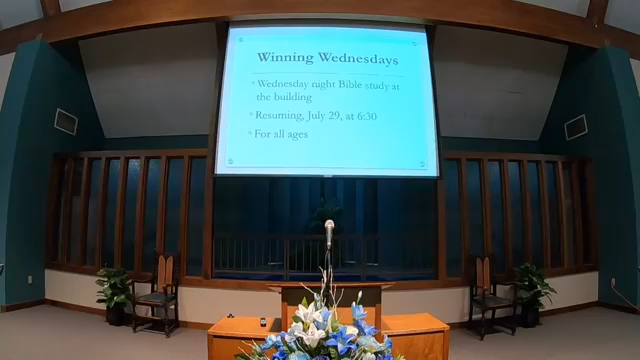 Winning Wednesdays
Wednesday night Bible study at
the building
Resuming, July 29, at 6:30
For all ages